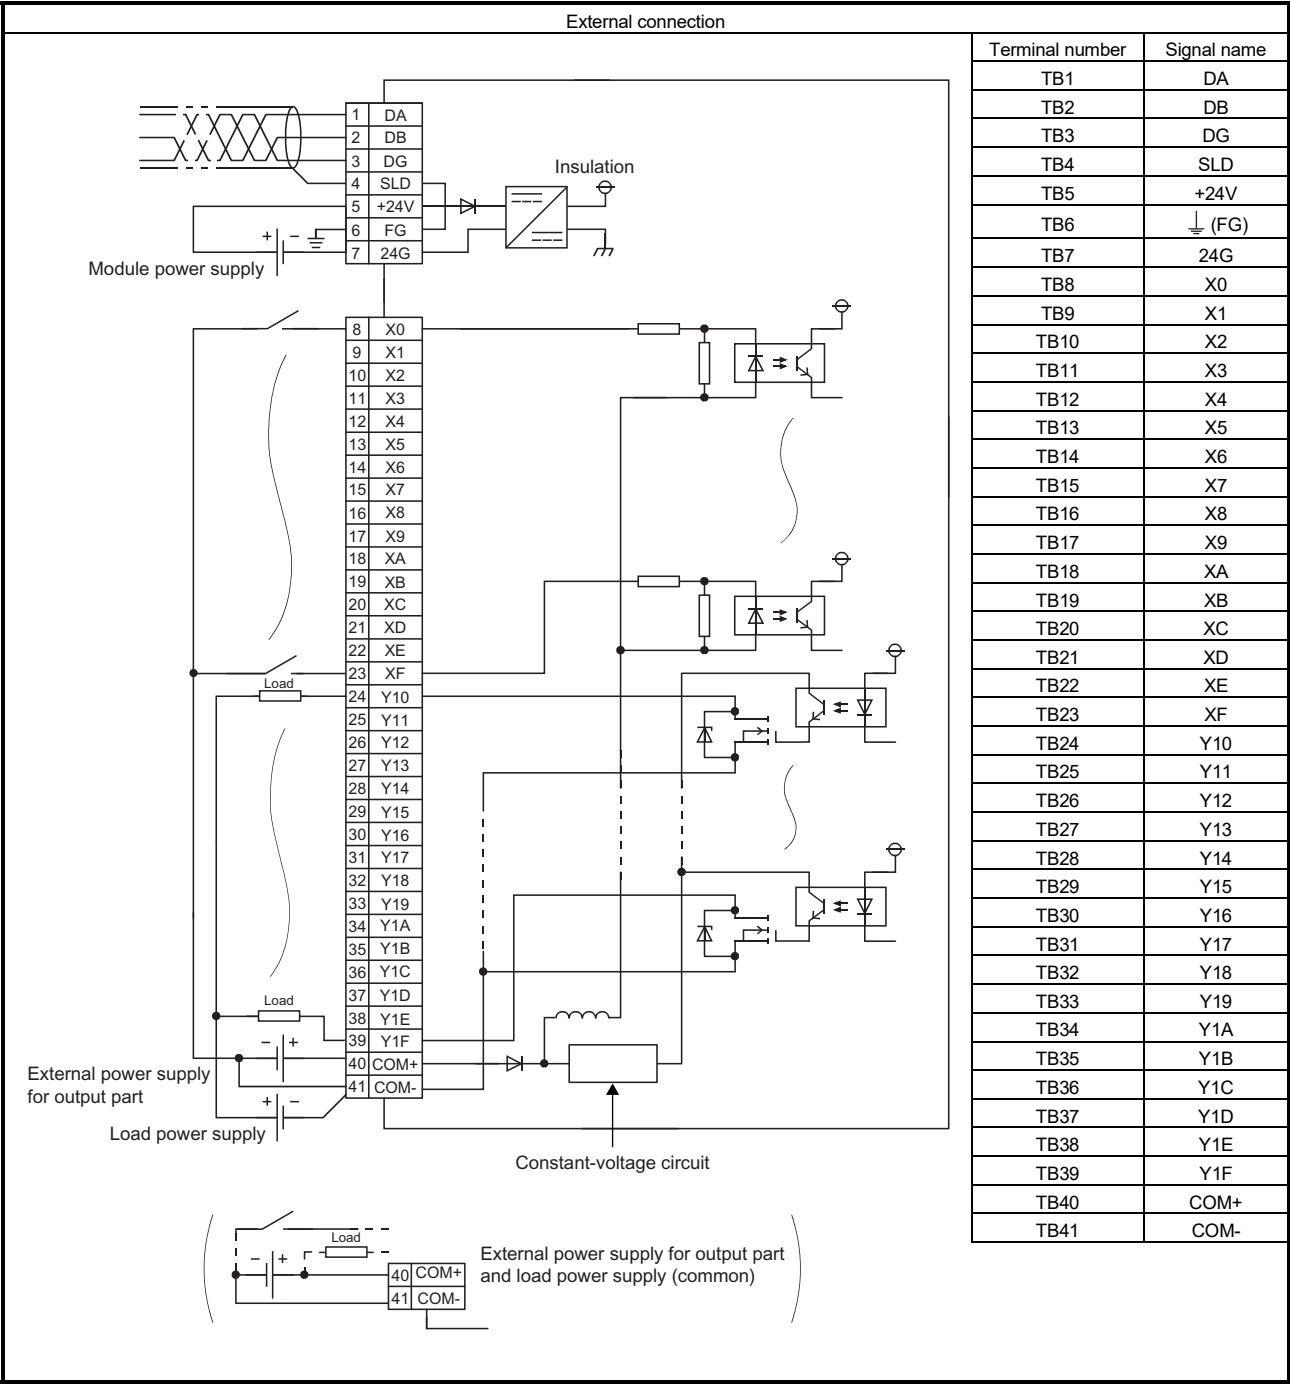 External connection
1 DA
2 DB
3 DG
4 SLD
5 +24V
6 FG
7 24G
Insulation
+ −
Module power supply
8 X0
9 X1
10 X2
11 X3
12 X4
13 X5
14 X6
15 X7
16 X8
17 X9
18 XA
19 XB
20 XC
21 XD
22 XE
23 XF
24 Y10
25 Y11
26 Y12
27 Y13
28 Y14
29 Y15
30 Y16
31 Y17
32 Y18
33 Y19
34 Y1A
35 Y1B
36 Y1C
37 Y1D
38 Y1E
39 Y1F
40 COM+
41 COM-
Load
Load
− +
External power supply
for output part
+ −
Load power supply
Constant-voltage circuit
Load
− +
40 COM+
41 COM-
External power supply for output part
and load power supply (common)
Terminal number Signal name
TB1 DA
TB2 DB
TB3 DG
TB4 SLD
TB5 +24V
TB6 (FG)
TB7 24G
TB8 X0
TB9 X1
TB10 X2
TB11 X3
TB12 X4
TB13 X5
TB14 X6
TB15 X7
TB16 X8
TB17 X9
TB18 XA
TB19 XB
TB20 XC
TB21 XD
TB22 XE
TB23 XF
TB24 Y10
TB25 Y11
TB26 Y12
TB27 Y13
TB28 Y14
TB29 Y15
TB30 Y16
TB31 Y17
TB32 Y18
TB33 Y19
TB34 Y1A
TB35 Y1B
TB36 Y1C
TB37 Y1D
TB38 Y1E
TB39 Y1F
TB40 COM+
TB41 COM-